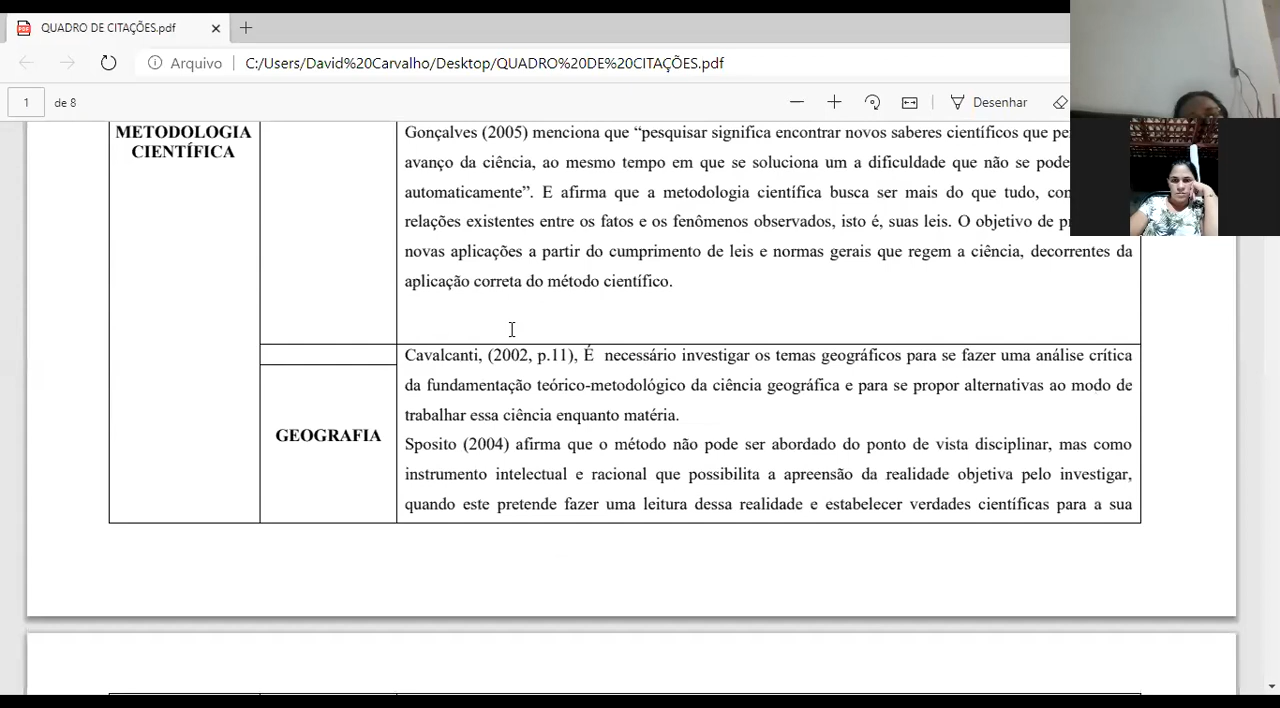 QUADRO DE CITAÇÕES.pdf
Arquivo C:/Users/David%20Carvalho/Desktop/QUADRO%20DE%20CITAÇÕES.pdf
1 de 8 Desenhar
METODOLOGIA
CIENTÍFICA
Gonçalves (2005) menciona que “pesquisar significa encontrar novos saberes científicos que
avanço da ciência, ao mesmo tempo em que se soluciona um a dificuldade que não se pode
automaticamente”. E afirma que a metodologia científica busca ser mais do que tudo,
relações existentes entre os fatos e os fenômenos observados, isto é, suas leis. O objetivo de
novas aplicações a partir do cumprimento de leis e normas gerais que regem a ciência, decorrentes da
aplicação correta do método científico.
Cavalcanti, (2002, p.11), É necessário investigar os temas geográficos para se fazer uma análise crítica
da fundamentação teórico-metodológico da ciência geográfica e para se propor alternativas ao modo de
trabalhar essa ciência enquanto matéria.
GEOGRAFIA
Sposito (2004) afirma que o método não pode ser abordado do ponto de vista disciplinar, mas como
instrumento intelectual e racional que possibilita a apreensão da realidade objetiva pelo investigar,
quando este pretende fazer uma leitura dessa realidade e estabelecer verdades científicas para a sua